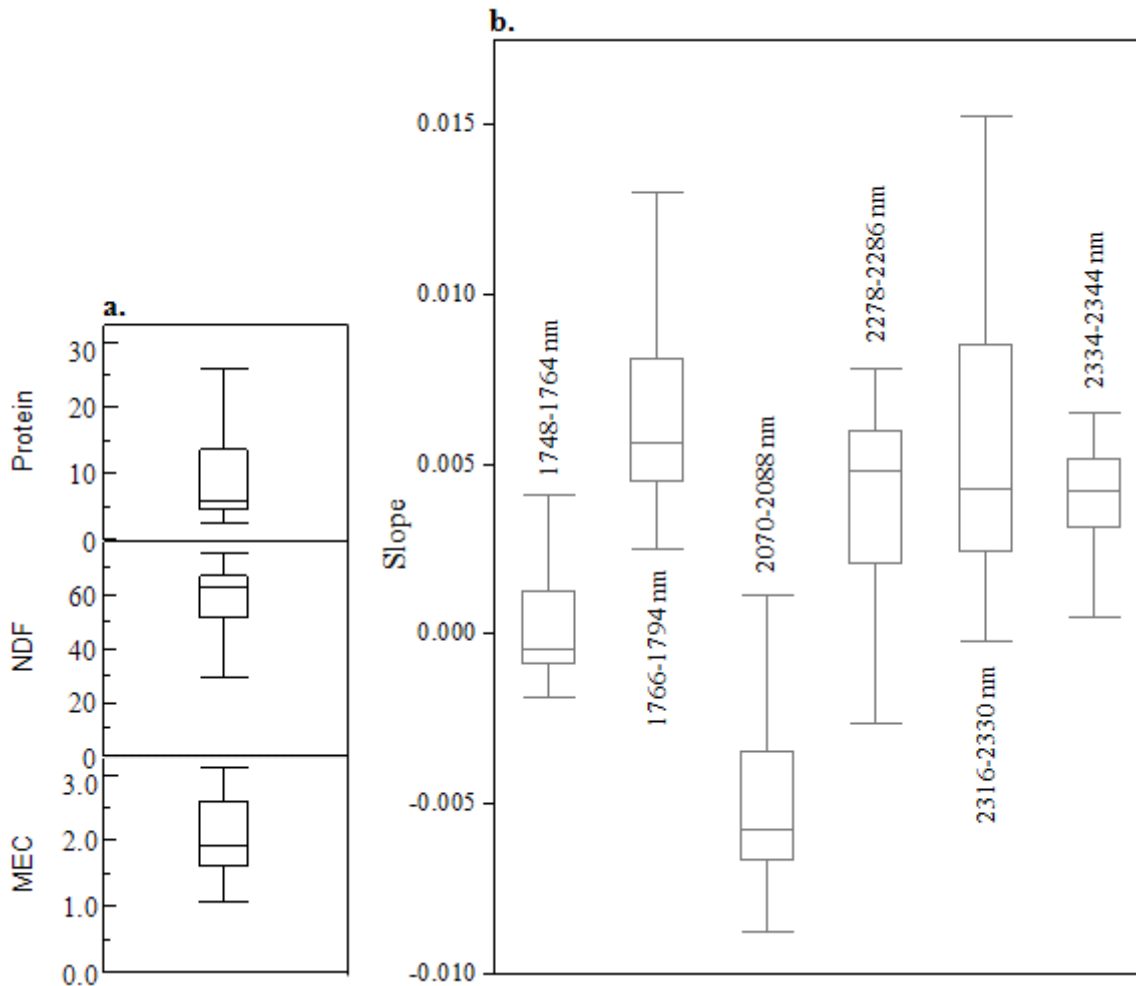 a.
Protein
30
20
10
0
NDF
0
60
40
20
0
MEC
3.0
2.0
1.0
0.0
b.
Slope
0.015
0.010
0.005
0.000
-0.005
-0.010
1748-1764 nm
1766-1794 nm
2070-2088 nm
2278-2286 nm
2316-2330 nm
2334-2344 nm